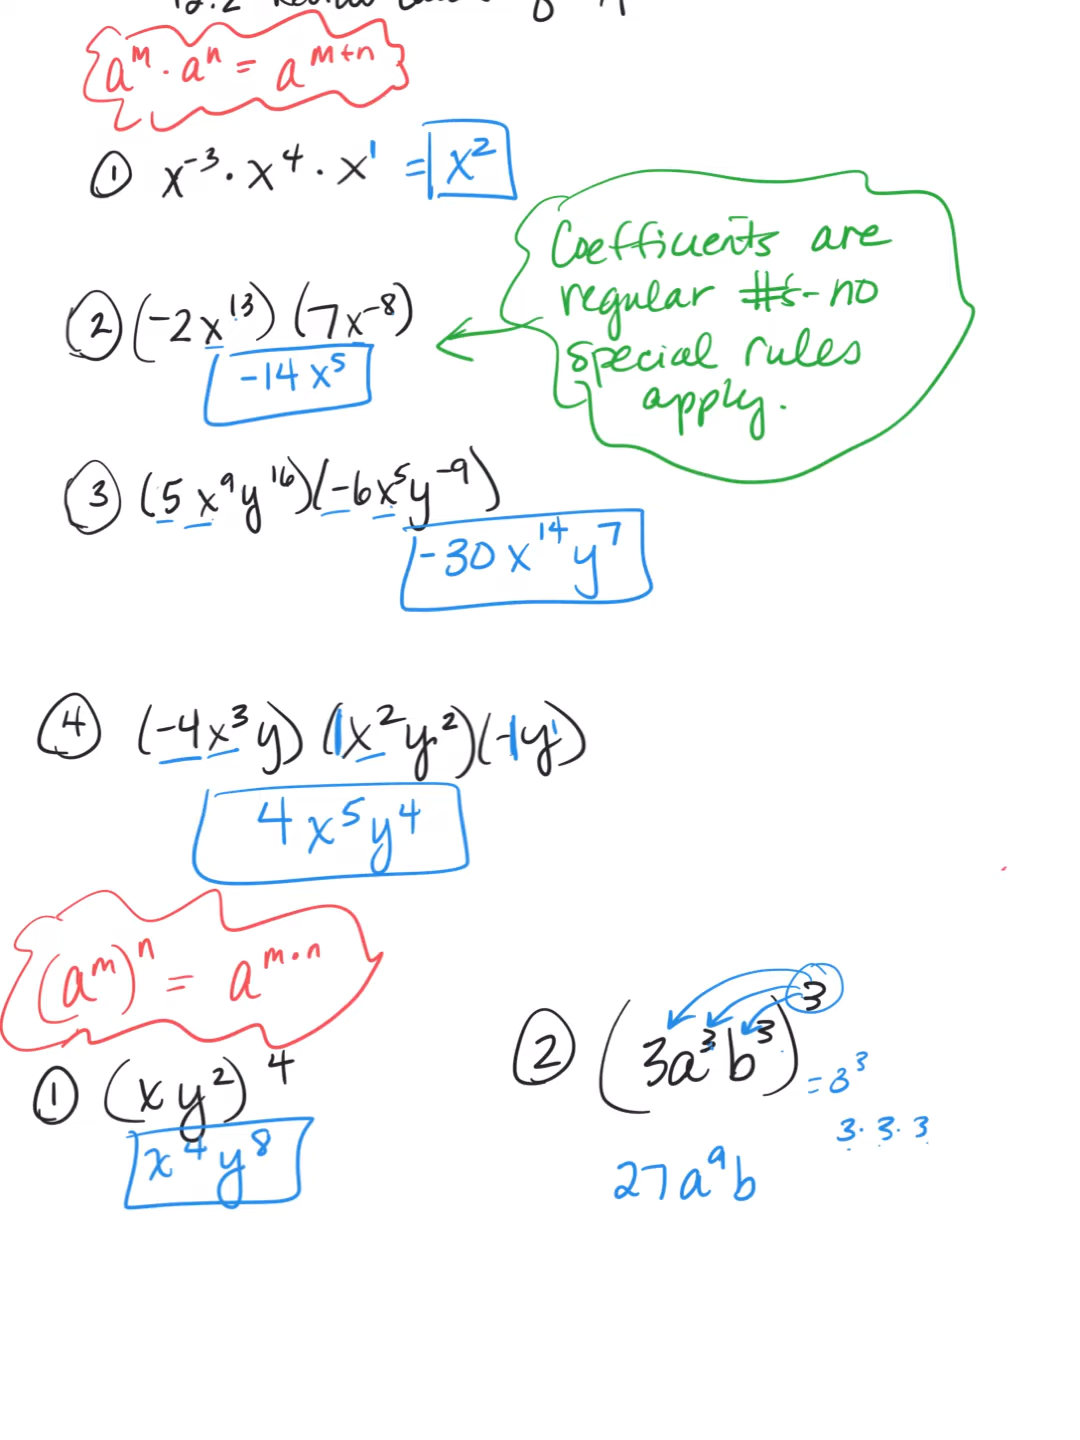 12.2
a^m · a^n = a^(m+n)
① x^-3 · x^4 · x^1 = x^2
Coefficients are
regular #s - no
special rules
apply.
② (-2x^13) (7x^-8)
-14x^5
③ (5x^9y^16)(-6x^5y^-9)
-30x^14y^7
④ (-4x^3y) (1x^2y^2)(-1y^1)
4x^5y^4
(a^m)^n = a^(m·n)
① (xy^2)^4
x^4y^8
② (3a^3b^3)^3
= 3^3
3·3·3
27a^9b